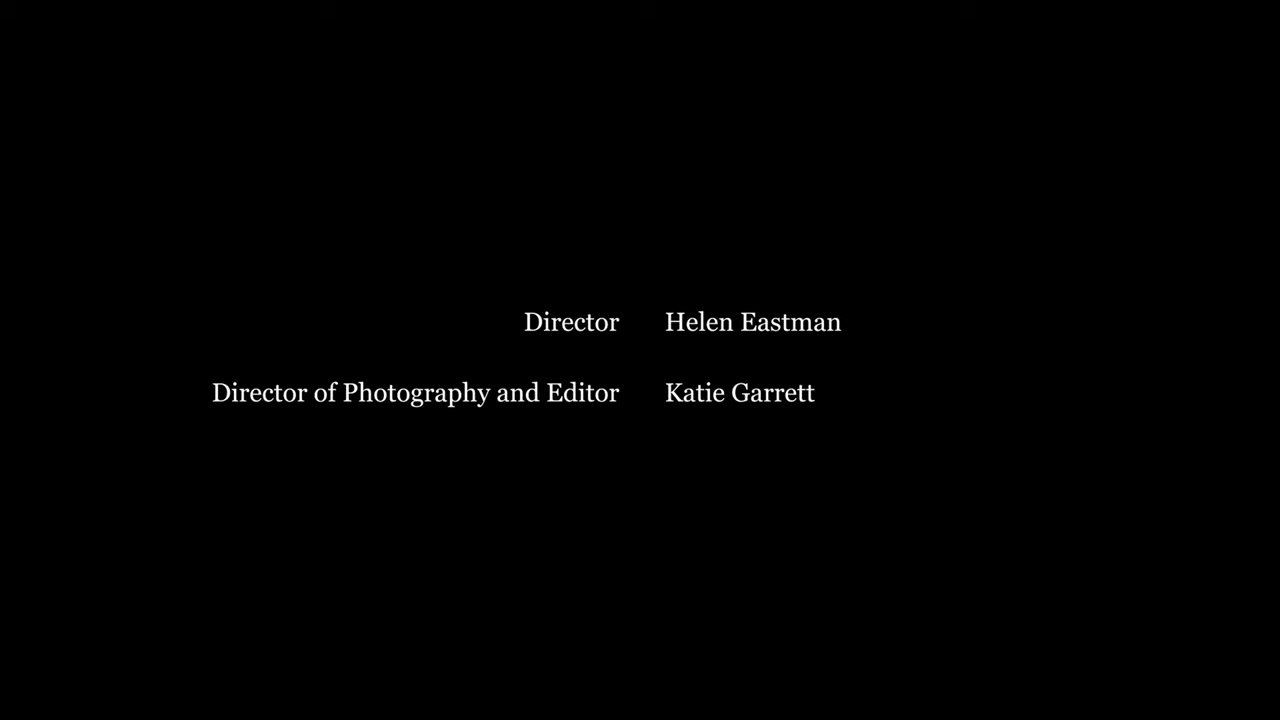 Director Helen Eastman
Director of Photography and Editor Katie Garrett